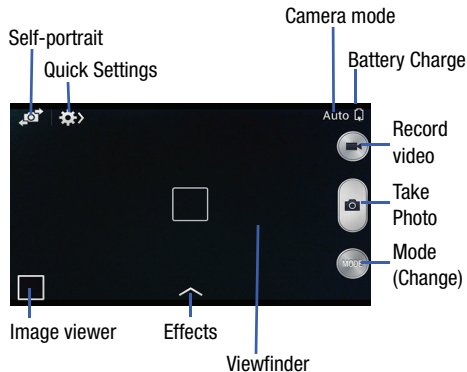 Camera mode
Self-portrait
Battery Charge
Quick Settings
Auto
Record
video
Take
Photo
MODE
Mode
(Change)
Image viewer
Effects
Viewfinder